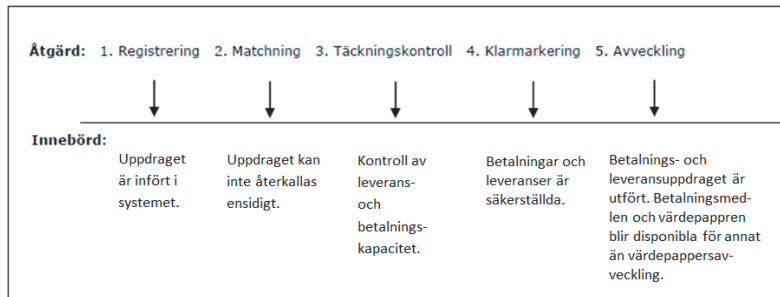 Åtgärd: 1. Registrering 2. Matchning 3. Täckningskontroll 4. Klarmarkering 5. Avveckling
Innebörd:
Uppdraget
är infört i
systemet.
Uppdraget kan
inte återkallas
ensidigt.
Kontroll av
leverans-
och
betalnings-
kapacitet.
Betalningar och
leveranser är
säkerställda.
Betalnings- och
leveransuppdraget är
utfört. Betalningsmed-
len och värdepappren
blir disponibla för annat
än värdepappersav-
veckling.